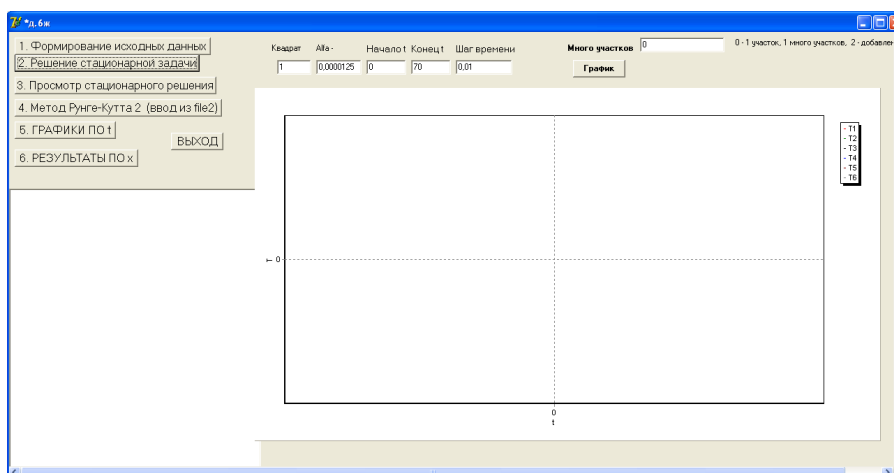 *д.бж
1. Формирование исходных данных
2. Решение стационарной задачи
3. Просмотр стационарного решения
4. Метод Рунге-Кутта 2 (ввод из file2)
5. ГРАФИКИ ПО t
ВЫХОД
6. РЕЗУЛЬТАТЫ ПО x
Квадрат Alfa - Начало t Конец t Шаг времени
1 0,0000125 0 70 0,01
Много участков 0
0 - 1 участок, 1 много участков, 2 - добавлен
График
T1
T2
T3
T4
T5
T6
T 0
0
t